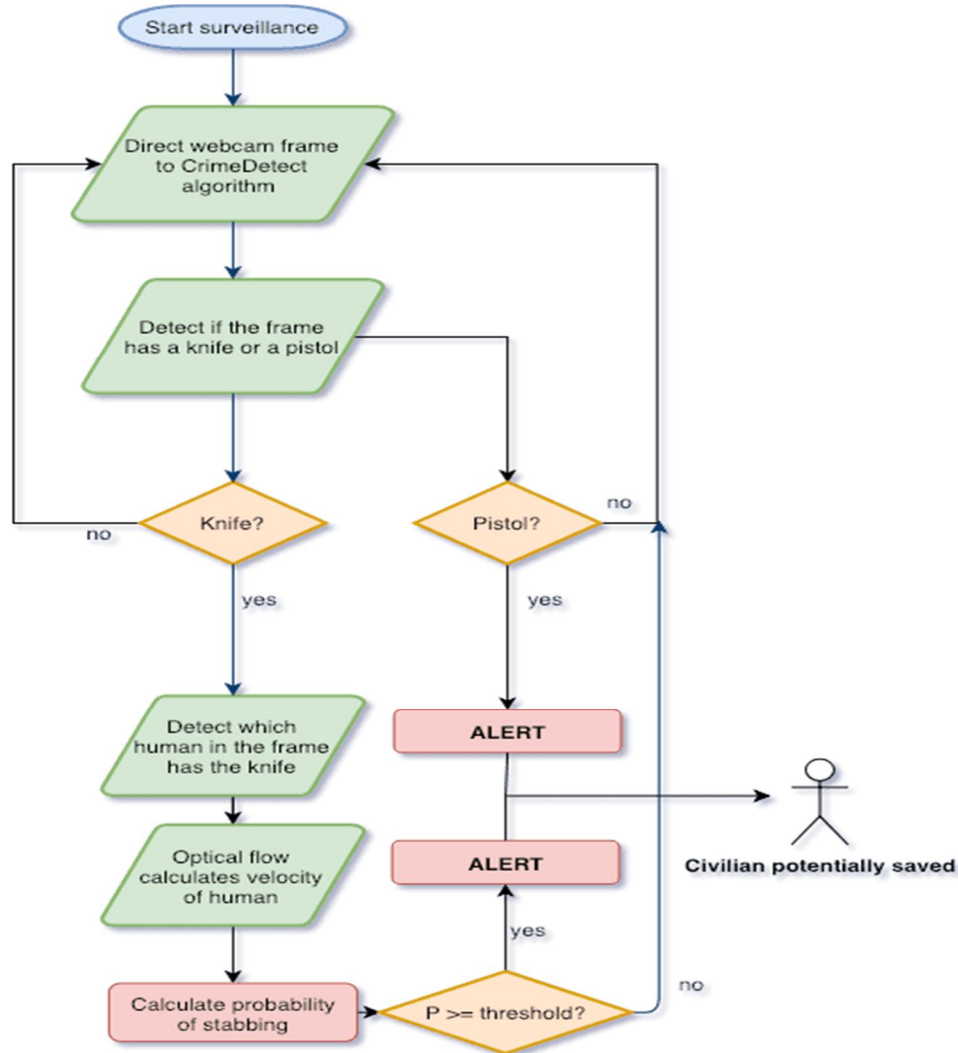 Start surveillance
Direct webcam frame
to CrimeDetect
algorithm
Detect if the frame
has a knife or a pistol
Knife?
no
yes
Pistol?
no
yes
Detect which
human in the frame
has the knife
ALERT
Optical flow
calculates velocity
of human
ALERT
Civilian potentially saved
yes
Calculate probability
of stabbing
P >= threshold?
no